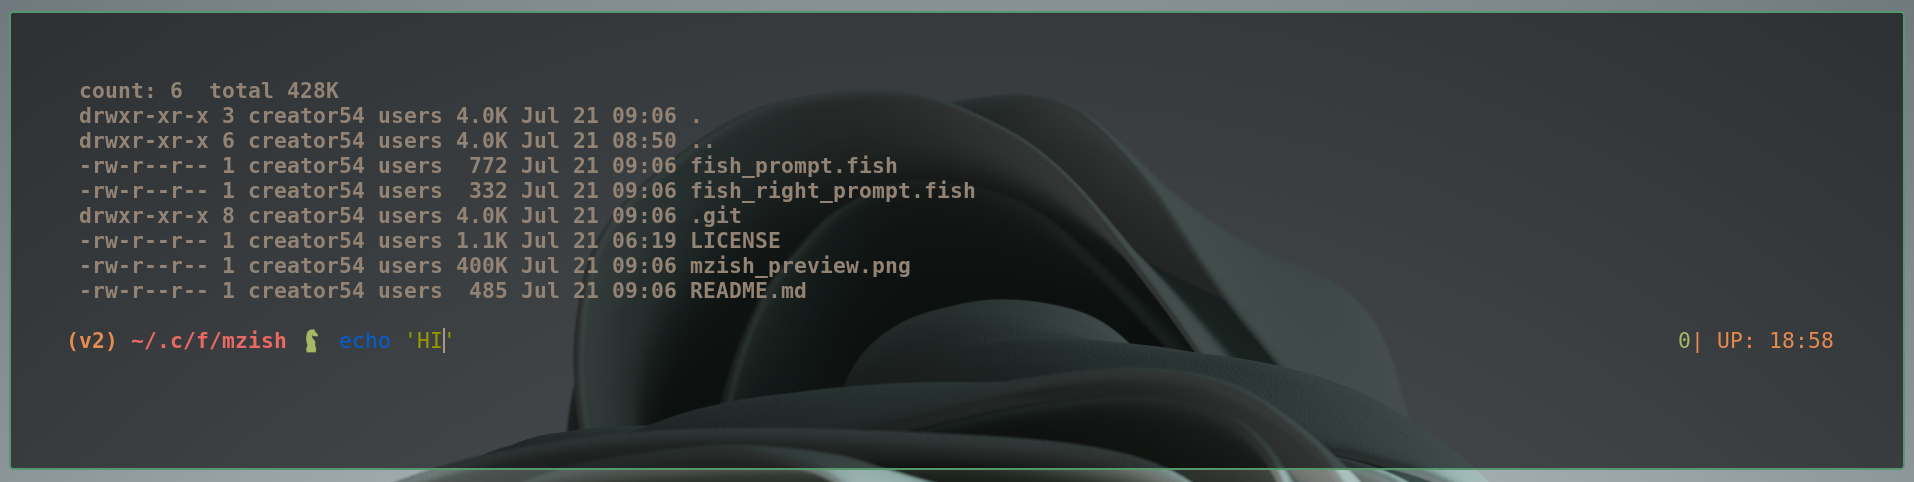 count: 6  total 428K
drwxr-xr-x 3 creator54 users 4.0K Jul 21 09:06 .
drwxr-xr-x 6 creator54 users 4.0K Jul 21 08:50 ..
-rw-r--r-- 1 creator54 users  772 Jul 21 09:06 fish_prompt.fish
-rw-r--r-- 1 creator54 users  332 Jul 21 09:06 fish_right_prompt.fish
drwxr-xr-x 8 creator54 users 4.0K Jul 21 09:06 .git
-rw-r--r-- 1 creator54 users 1.1K Jul 21 06:19 LICENSE
-rw-r--r-- 1 creator54 users 400K Jul 21 09:06 mzish_preview.png
-rw-r--r-- 1 creator54 users  485 Jul 21 09:06 README.md
(v2) ~/.c/f/mzish ♞ echo 'HI' 0| UP: 18:58